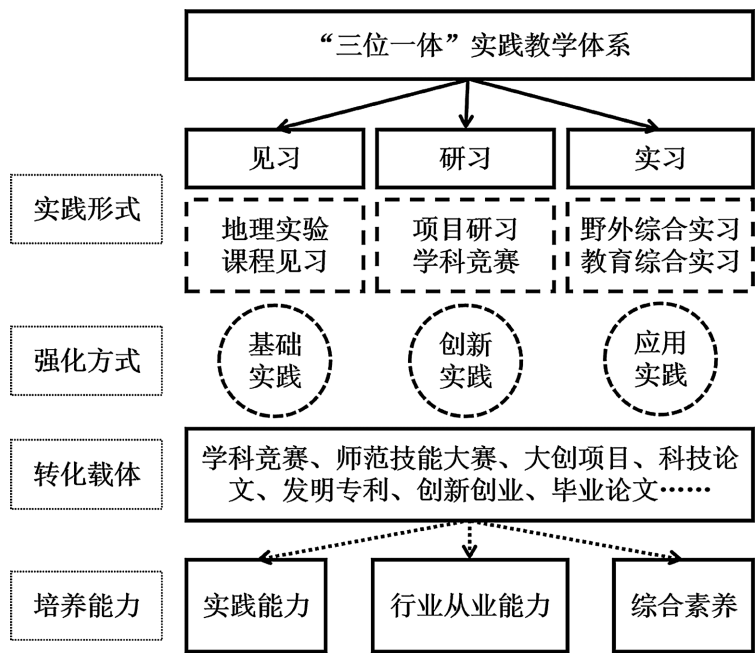 “三位一体”实践教学体系
见习
研习
实习
实践形式
地理实验
课程见习
项目研习
学科竞赛
野外综合实习
教育综合实习
强化方式
基础
实践
创新
实践
应用
实践
转化载体
学科竞赛、师范技能大赛、大创项目、科技论
文、发明专利、创新创业、毕业论文……
培养能力
实践能力
行业从业能力
综合素养